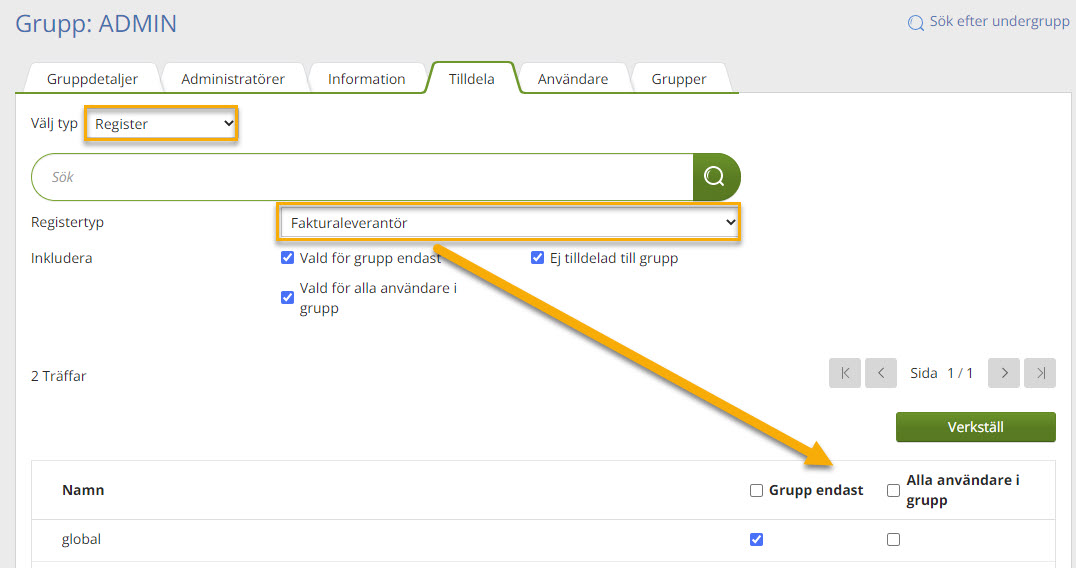 Grupp: ADMIN
Sök efter undergrupp
Gruppdetaljer Administratörer Information Tilldela Användare Grupper
Välj typ Register
Sök
Registertyp Fakturaleverantör
Inkludera Vald för grupp endast Ej tilldelad till grupp
Vald för alla användare i
grupp
2 Träffar Sida 1 / 1
Verkställ
Namn Grupp endast Alla användare i
grupp
global